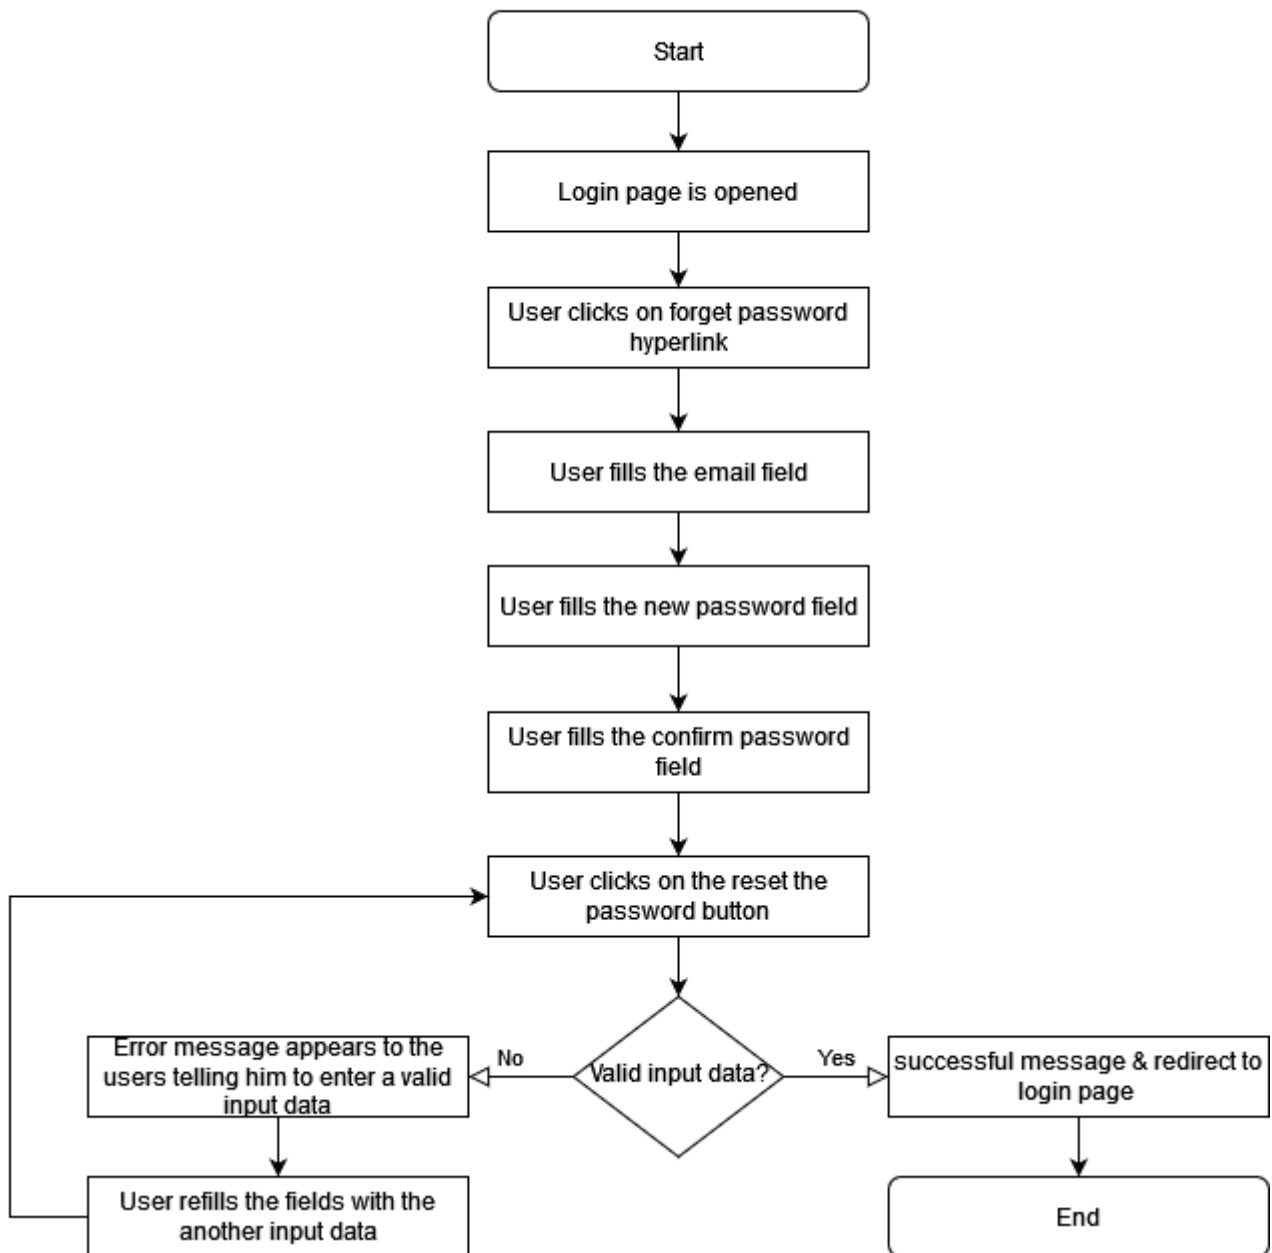 Start
Login page is opened
User clicks on forget password
hyperlink
User fills the email field
User fills the new password field
User fills the confirm password
field
User clicks on the reset the
password button
Valid input data?
No
Yes
Error message appears to the
users telling him to enter a valid
input data
successful message & redirect to
login page
User refills the fields with the
another input data
End